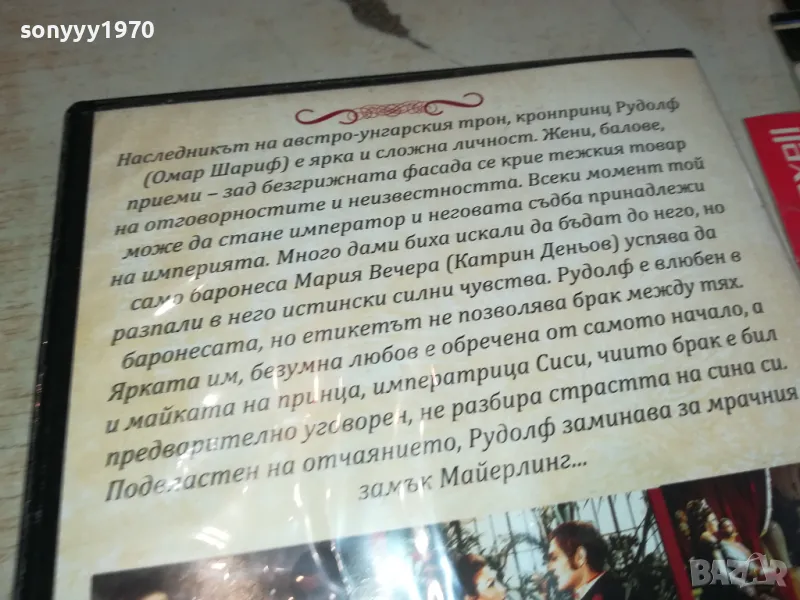 sonyyy1970
Наследникът на австро-унгарския трон, кронпринц Рудолф
(Омар Шариф) е ярка и сложна личност. Жени, балове,
приеми – зад безгрижната фасада се крие тежкия товар
на отговорностите и неизвестността. Всеки момент той
може да стане император и неговата съдба принадлежи
на империята. Много дами биха искали да бъдат до него, но
само баронеса Мария Вечера (Катрин Деньов) успява да
разпали в него истински силни чувства. Рудолф е влюбен в
баронесата, но етикетът не позволява брак между тях.
Ярката им, безумна любов е обречена от самото начало, а
и майката на принца, императрица Сиси, чиито брак е бил
предварително уговорен, не разбира страстта на сина си.
Подвластен на отчаянието, Рудолф заминава за мрачния
замък Майерлинг...
BAZAR